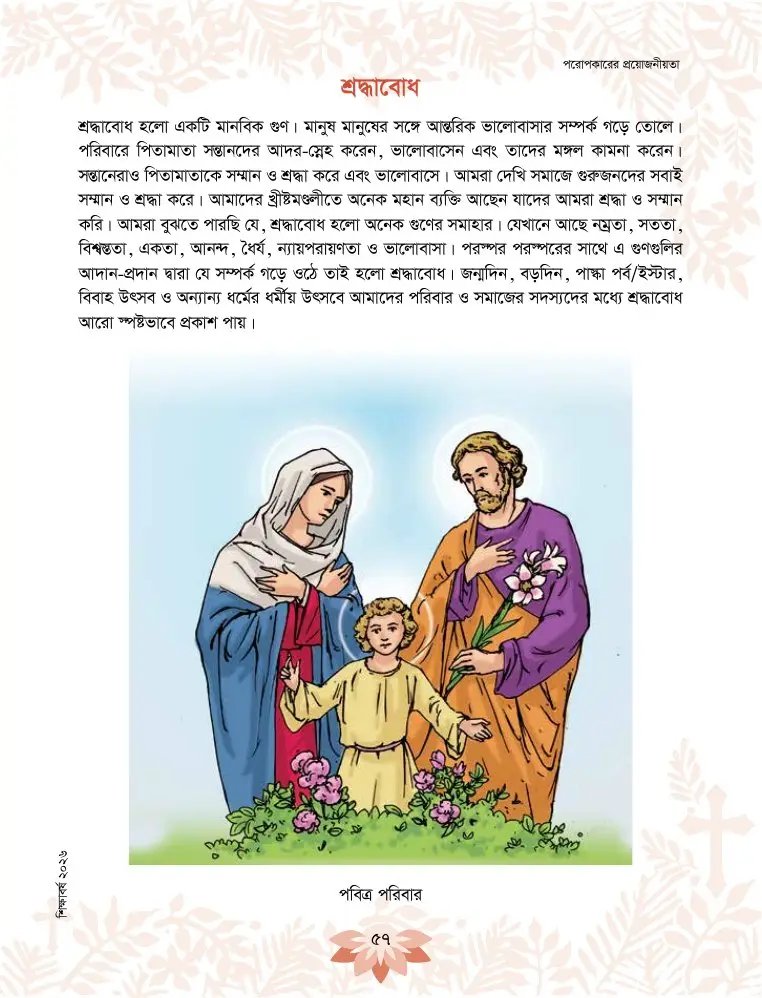 পরোপকারের প্রয়োজনীয়তা
শ্রদ্ধাবোধ
শ্রদ্ধাবোধ হলো একটি মানবিক গুণ। মানুষ মানুষের সঙ্গে আন্তরিক ভালোবাসার সম্পর্ক গড়ে তোলে।
পরিবারে পিতামাতা সন্তানদের আদর-স্নেহ করেন, ভালোবাসেন এবং তাদের মঙ্গল কামনা করেন।
সন্তানেরাও পিতামাতাকে সম্মান ও শ্রদ্ধা করে এবং ভালোবাসে। আমরা দেখি সমাজে গুরুজনদের সবাই
সম্মান ও শ্রদ্ধা করে। আমাদের খ্রীষ্টমণ্ডলীতে অনেক মহান ব্যক্তি আছেন যাদের আমরা শ্রদ্ধা ও সম্মান
করি। আমরা বুঝতে পারছি যে, শ্রদ্ধাবোধ হলো অনেক গুণের সমাহার। যেখানে আছে নম্রতা, সততা,
বিশ্বস্ততা, একতা, আনন্দ, ধৈর্য, ন্যায়পরায়ণতা ও ভালোবাসা। পরস্পর পরস্পরের সাথে এ গুণগুলির
আদান-প্রদান দ্বারা যে সম্পর্ক গড়ে ওঠে তাই হলো শ্রদ্ধাবোধ। জন্মদিন, বড়দিন, পাস্কা পর্ব/ইস্টার,
বিবাহ উৎসব ও অন্যান্য ধর্মের ধর্মীয় উৎসবে আমাদের পরিবার ও সমাজের সদস্যদের মধ্যে শ্রদ্ধাবোধ
আরো স্পষ্টভাবে প্রকাশ পায়।
পবিত্র পরিবার
শিক্ষাবর্ষ ২০২৬
৫৭